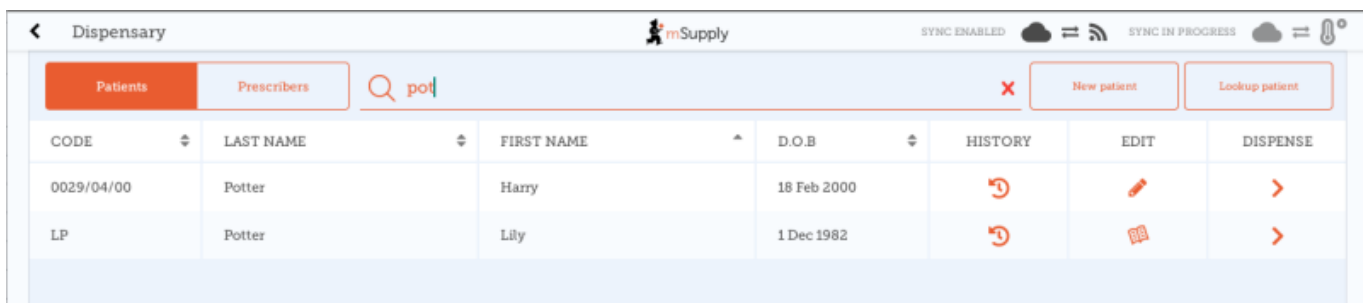 Dispensary mSupply SYNC ENABLED SYNC IN PROGRESS
Patients Prescribers pot New patient Lookup patient
CODE LAST NAME FIRST NAME D.O.B HISTORY EDIT DISPENSE
0029/04/00 Potter Harry 18 Feb 2000
LP Potter Lily 1 Dec 1982